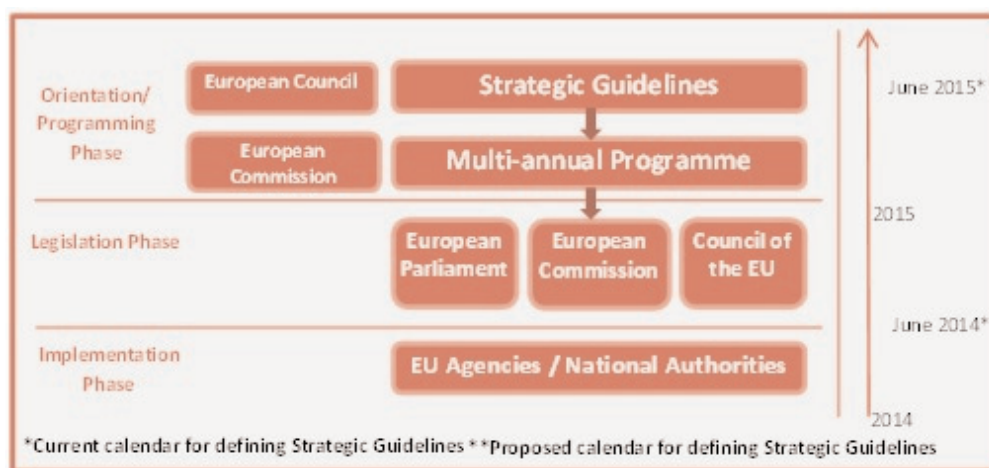 Orientation/
Programming
Phase
European Council
Strategic Guidelines
European
Commission
Multi-annual Programme
Legislation Phase
European
Parliament
European
Commission
Council of
the EU
Implementation
Phase
EU Agencies / National Authorities
June 2015*
2015
June 2014*
2014
*Current calendar for defining Strategic Guidelines **Proposed calendar for defining Strategic Guidelines